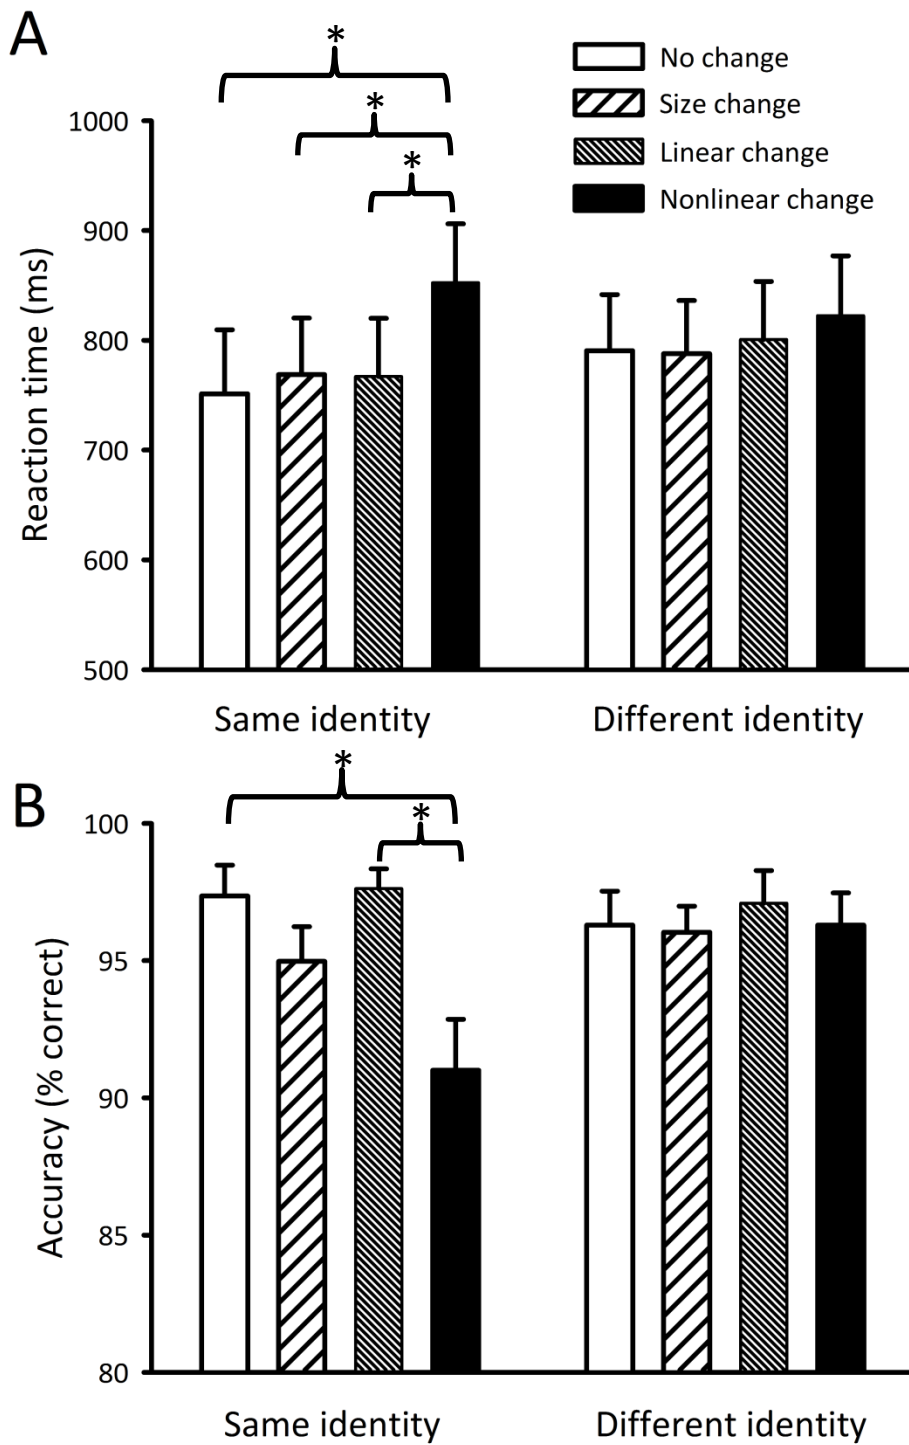 A
*
*
*
No change
Size change
Linear change
Nonlinear change
1000
900
800
700
600
500
Reaction time (ms)
Same identity
Different identity
B
*
*
100
95
90
85
80
Accuracy (% correct)
Same identity
Different identity